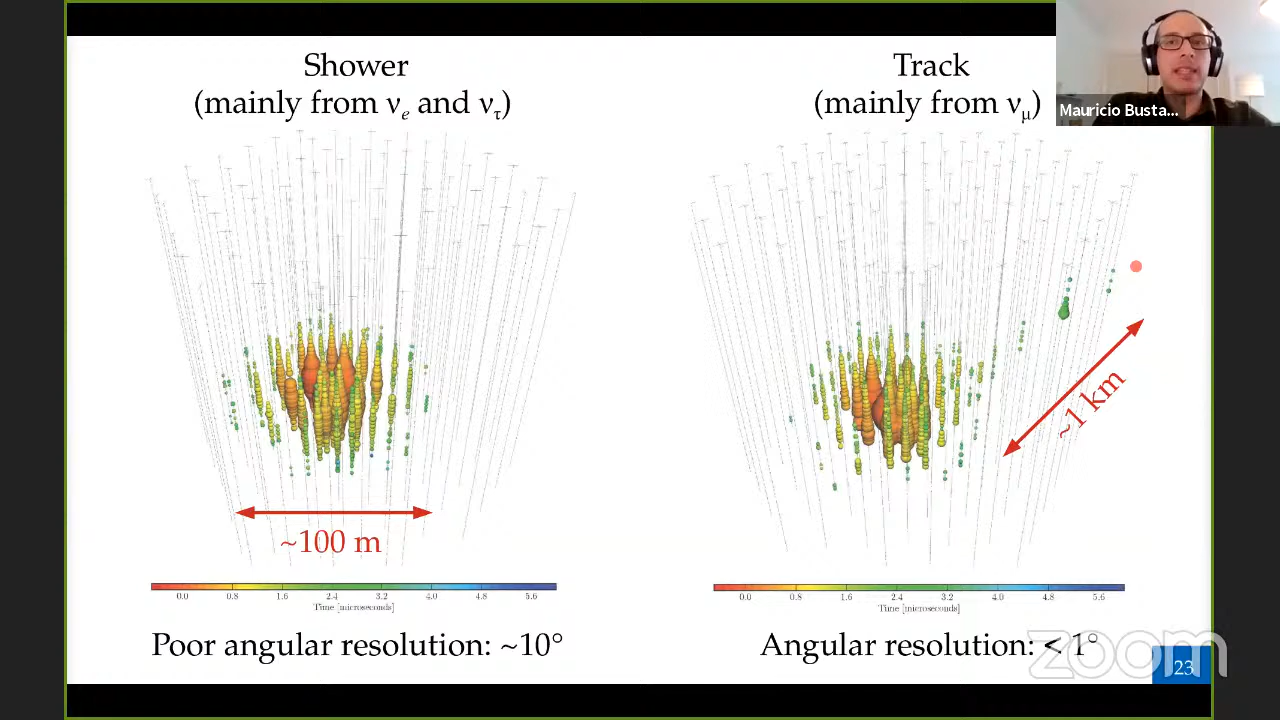 Shower
(mainly from νe and ντ)
Track
(mainly from νμ)
Mauricio Busta...
~100 m
~1 km
0.0 0.8 1.6 2.4 3.2 4.0 4.8 5.6
Time [microseconds]
0.0 0.8 1.6 2.4 3.2 4.0 4.8 5.6
Time [microseconds]
Poor angular resolution: ~10°
Angular resolution: < 1°
zoom
23